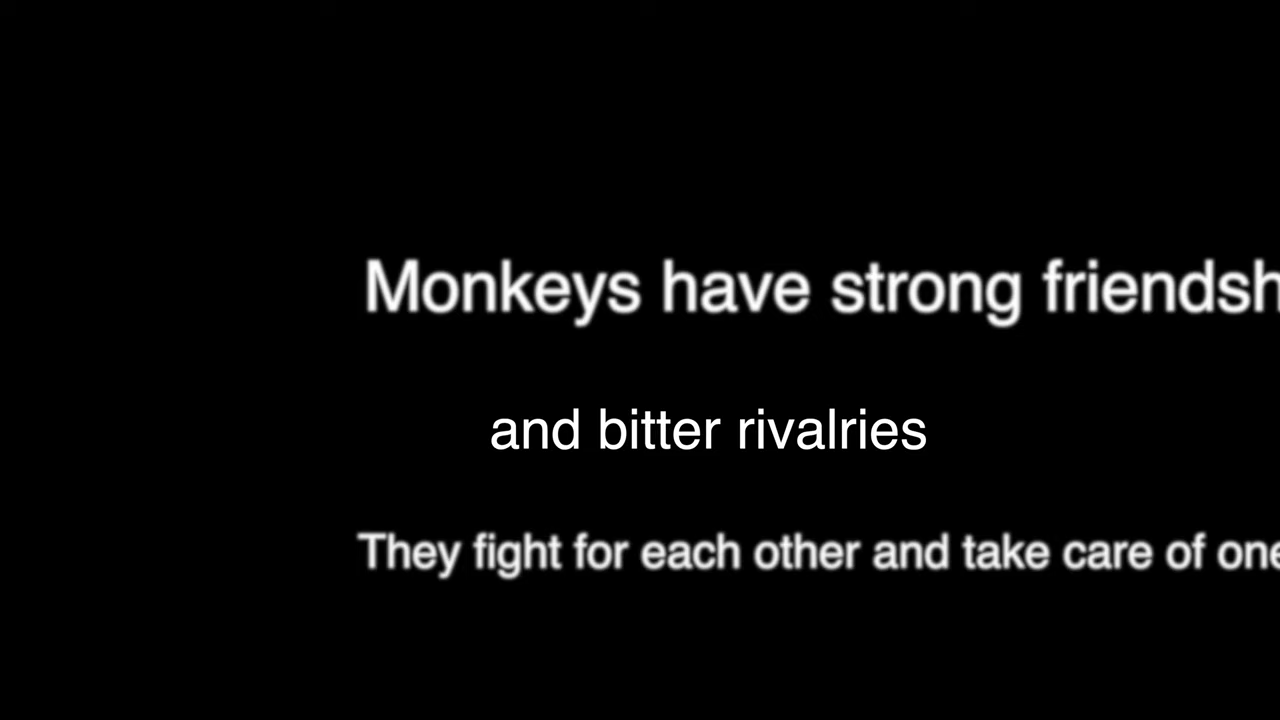 Monkeys have strong friendsh
and bitter rivalries
They fight for each other and take care of one